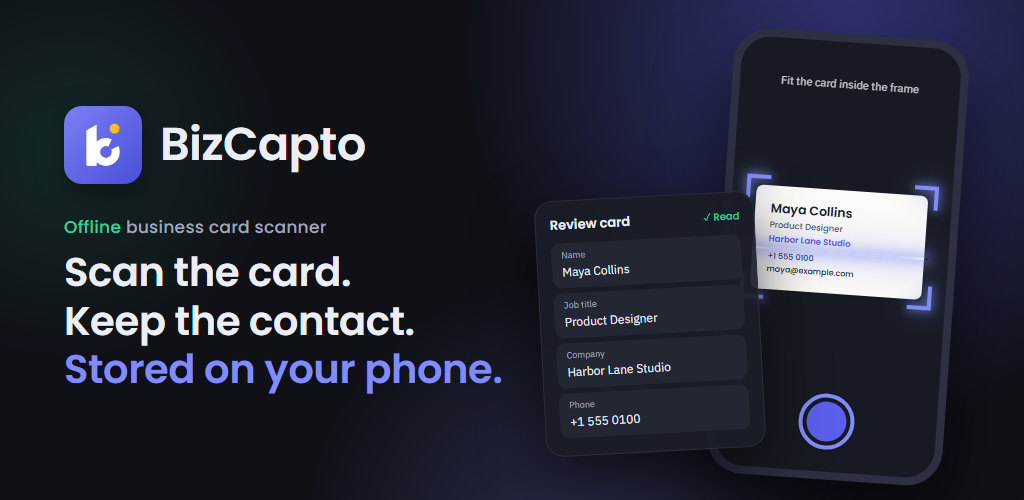 BizCapto
Offline business card scanner
Scan the card.
Keep the contact.
Stored on your phone.
Review card
✓ Read
Name
Maya Collins
Job title
Product Designer
Company
Harbor Lane Studio
Phone
+1 555 0100
Fit the card inside the frame
Maya Collins
Product Designer
Harbor Lane Studio
+1 555 0100
maya@example.com